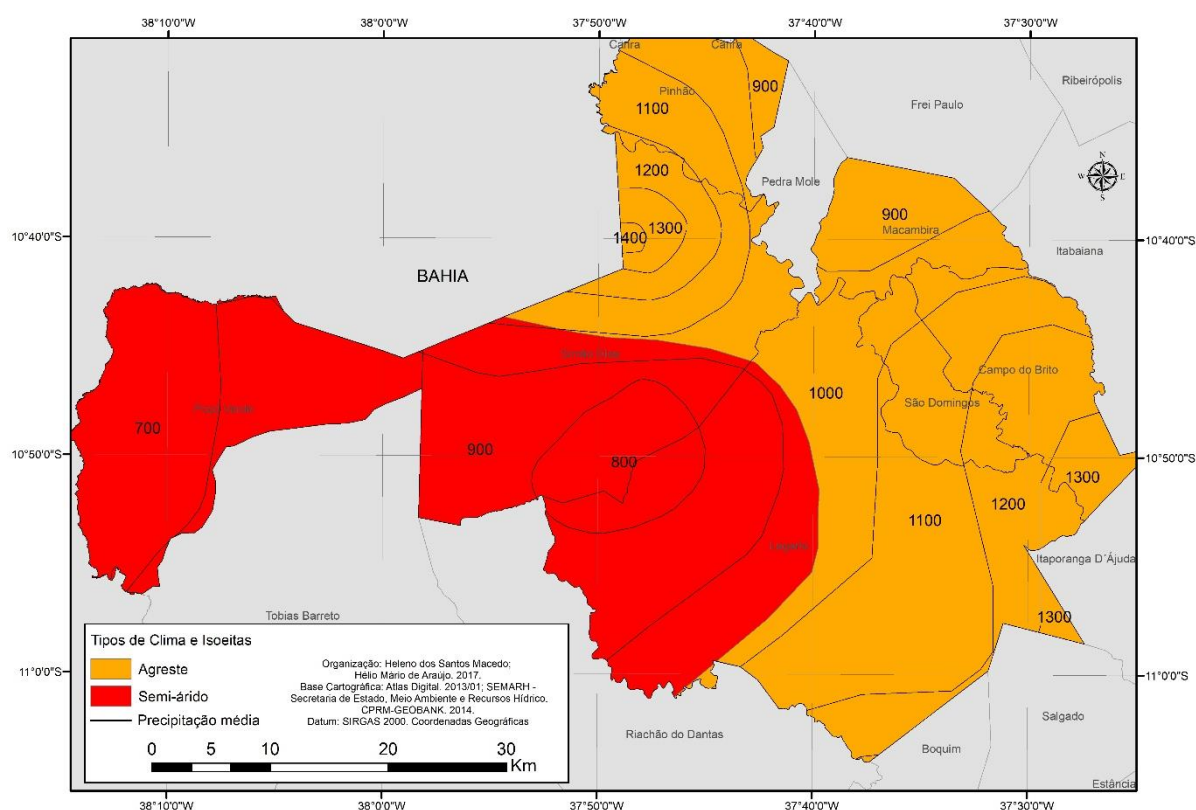 38°10'0"W
38°0'0"W
37°50'0"W
37°40'0"W
37°30'0"W
Carira
Carira
Ribeirópolis
Pinhão
900
1100
Frei Paulo
1200
Pedra Mole
N
W
E
S
900
1300
Macambira
1400
10°40'0"S
10°40'0"S
Itabaiana
BAHIA
Simão Dias
Campo do Brito
1000
São Domingos
Poço Verde
700
900
800
10°50'0"S
10°50'0"S
1300
1200
1100
Lagarto
Itaporanga D´Ájuda
Tobias Barreto
1300
Tipos de Clima e Isoeitas
Agreste
Semi-árido
Precipitação média
Organização: Heleno dos Santos Macedo;
Hélio Mário de Araújo. 2017.
Base Cartográfica: Atlas Digital. 2013/01; SEMARH -
Secretaria de Estado, Meio Ambiente e Recursos Hídrico.
CPRM-GEOBANK. 2014.
Datum: SIRGAS 2000. Coordenadas Geográficas
0 5 10 20 30
Km
11°0'0"S
11°0'0"S
Salgado
Riachão do Dantas
Boquim
Estância
38°10'0"W
38°0'0"W
37°50'0"W
37°40'0"W
37°30'0"W